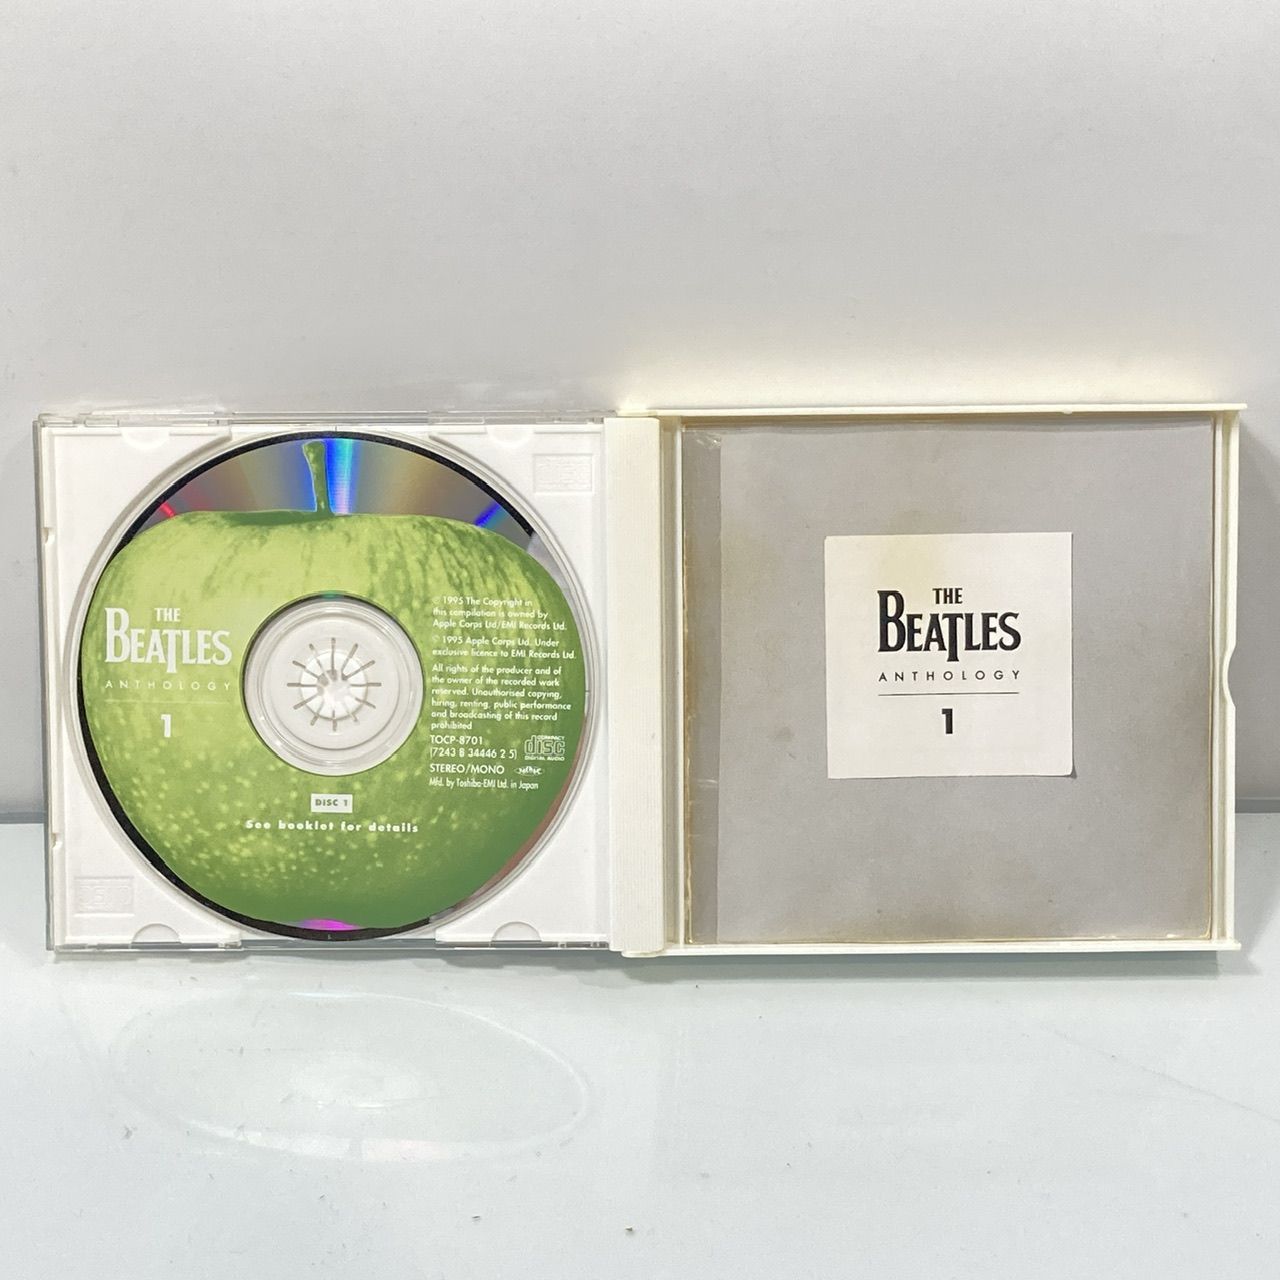 THE
BEATLES
ANTHOLOGY
1
℗ 1995 The Copyright in
this compilation is owned by
Apple Corps Ltd/EMI Records Ltd.
© 1995 Apple Corps Ltd. Under
exclusive licence to EMI Records Ltd.
All rights of the producer and of
the owner of the recorded work
reserved. Unauthorised copying,
hiring, renting, public performance
and broadcasting of this record
prohibited
TOCP-8701
(7243 8 34446 2 5)
COMPACT
disc
DIGITAL AUDIO
STEREO/MONO
Mfd. by Toshiba-EMI Ltd. in Japan
DISC 1
See booklet for details
THE
BEATLES
ANTHOLOGY
1